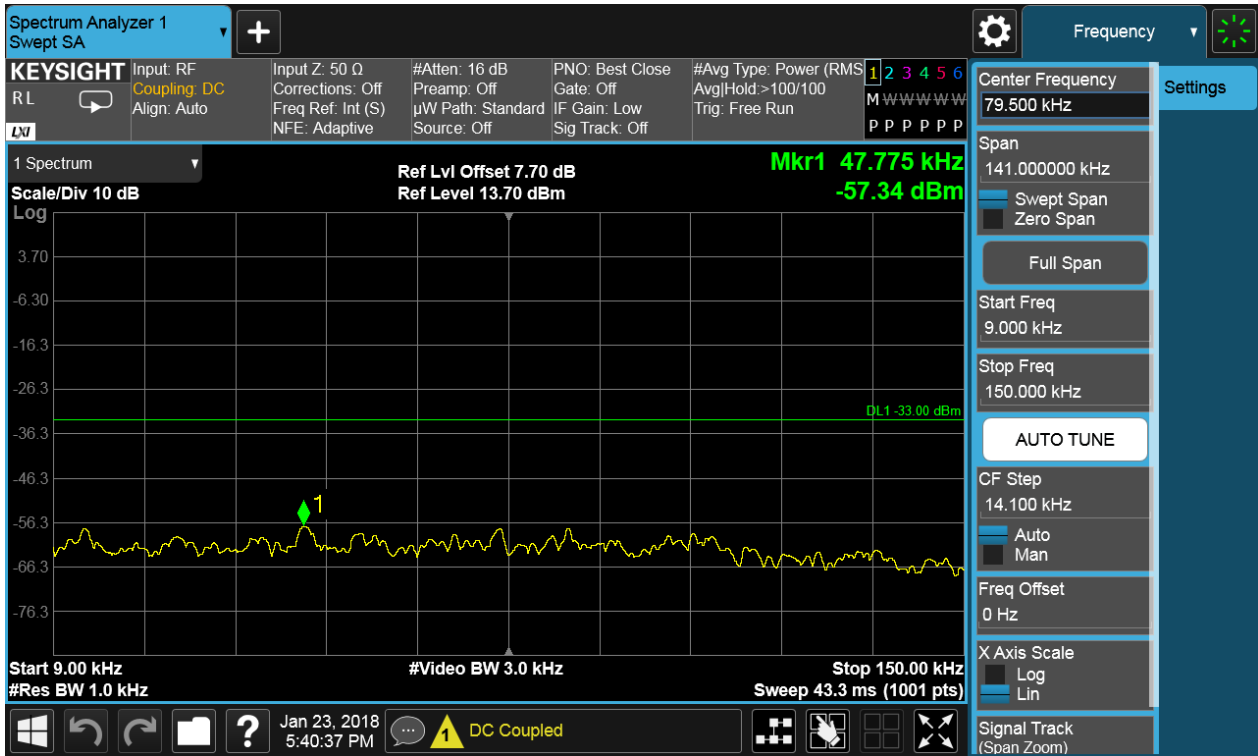 Spectrum Analyzer 1
Swept SA
+
Frequency
KEYSIGHT
RL
LXI
Input: RF
Coupling: DC
Align: Auto
Input Z: 50 Ω
Corrections: Off
Freq Ref: Int (S)
NFE: Adaptive
#Atten: 16 dB
Preamp: Off
µW Path: Standard
Source: Off
PNO: Best Close
Gate: Off
IF Gain: Low
Sig Track: Off
#Avg Type: Power (RMS
Avg|Hold:>100/100
Trig: Free Run
1 2 3 4 5 6
M W W W W W
P P P P P P
1 Spectrum
Scale/Div 10 dB
Ref Lvl Offset 7.70 dB
Ref Level 13.70 dBm
Mkr1 47.775 kHz
-57.34 dBm
Log
3.70
-6.30
-16.3
-26.3
DL1 -33.00 dBm
-36.3
-46.3
1
-56.3
-66.3
-76.3
Start 9.00 kHz
#Res BW 1.0 kHz
#Video BW 3.0 kHz
Stop 150.00 kHz
Sweep 43.3 ms (1001 pts)
Center Frequency
79.500 kHz
Span
141.000000 kHz
Swept Span
Zero Span
Full Span
Start Freq
9.000 kHz
Stop Freq
150.000 kHz
AUTO TUNE
CF Step
14.100 kHz
Auto
Man
Freq Offset
0 Hz
X Axis Scale
Log
Lin
Signal Track
(Span Zoom)
Settings
?
Jan 23, 2018
5:40:37 PM
1
DC Coupled